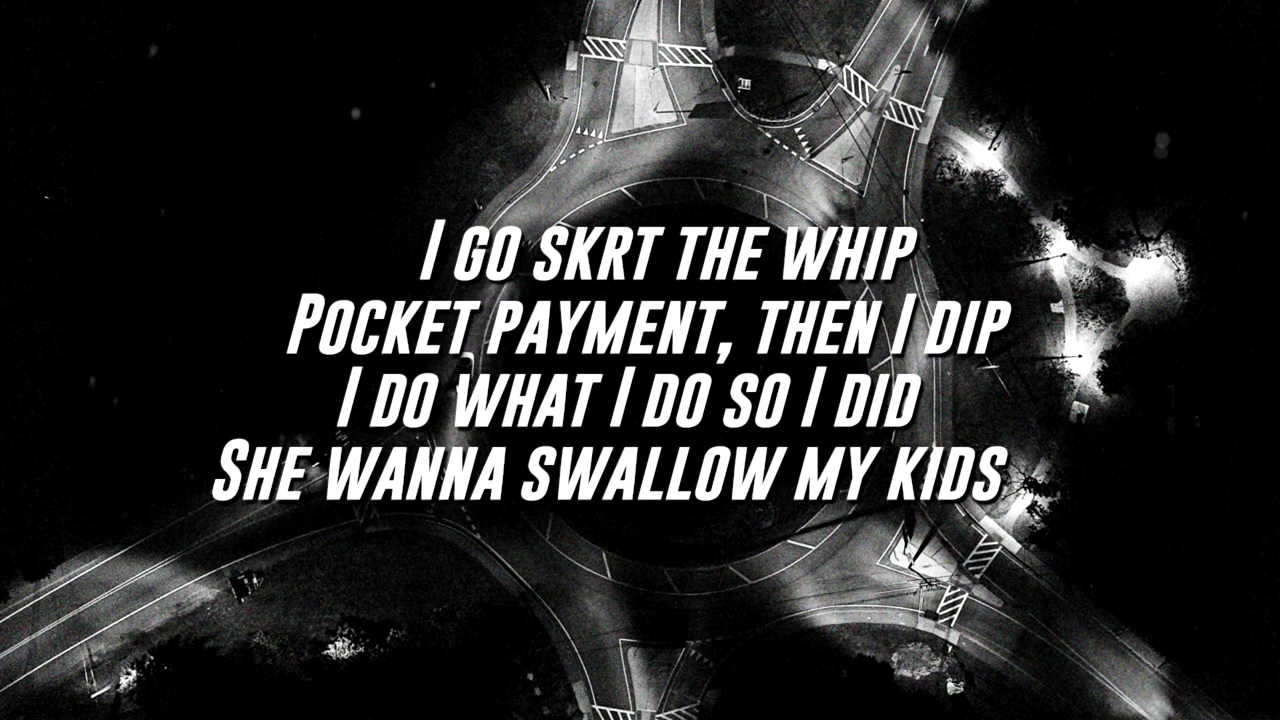 I go skrt the whip
Pocket payment, then I dip
I do what I do so I did
She wanna swallow my kids